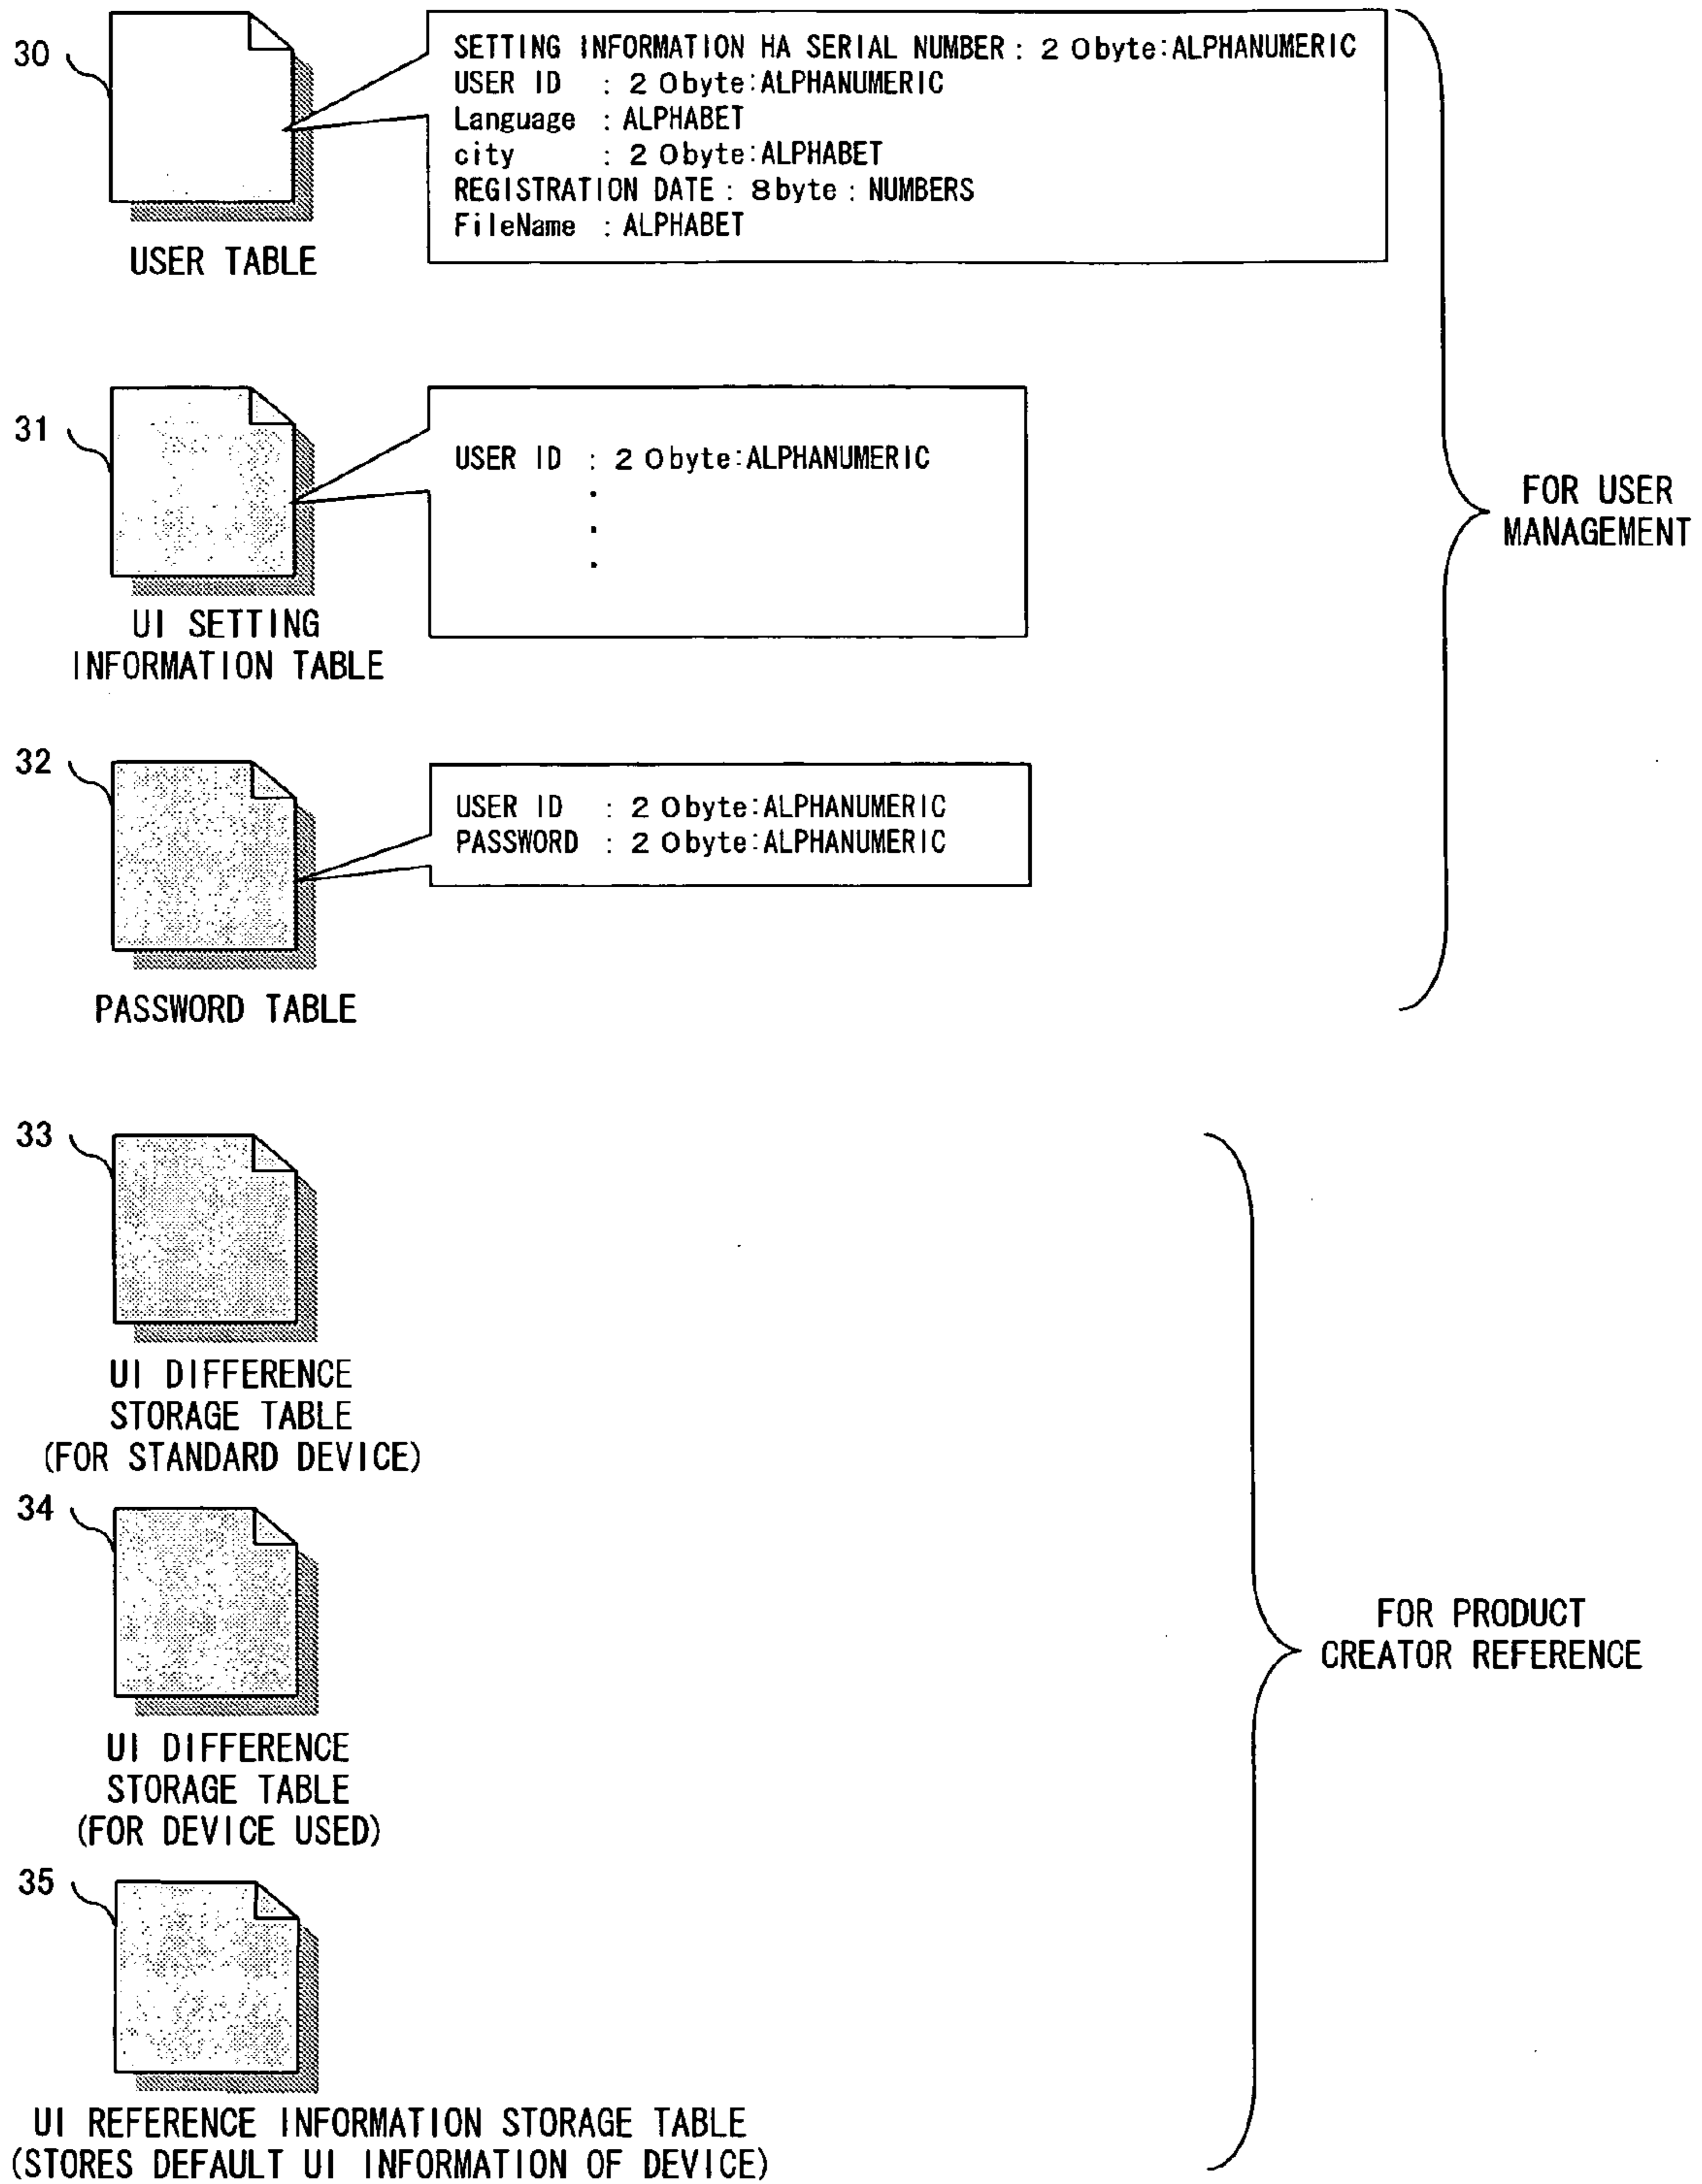 30
SETTING INFORMATION HA SERIAL NUMBER : 20byte:ALPHANUMERIC
USER ID : 20byte:ALPHANUMERIC
Language : ALPHABET
city : 20byte:ALPHABET
REGISTRATION DATE : 8byte : NUMBERS
FileName : ALPHABET
USER TABLE
31
USER ID : 20byte:ALPHANUMERIC
.
.
.
UI SETTING
INFORMATION TABLE
FOR USER
MANAGEMENT
32
USER ID : 20byte:ALPHANUMERIC
PASSWORD : 20byte:ALPHANUMERIC
PASSWORD TABLE
33
UI DIFFERENCE
STORAGE TABLE
(FOR STANDARD DEVICE)
34
UI DIFFERENCE
STORAGE TABLE
(FOR DEVICE USED)
FOR PRODUCT
CREATOR REFERENCE
35
UI REFERENCE INFORMATION STORAGE TABLE
(STORES DEFAULT UI INFORMATION OF DEVICE)